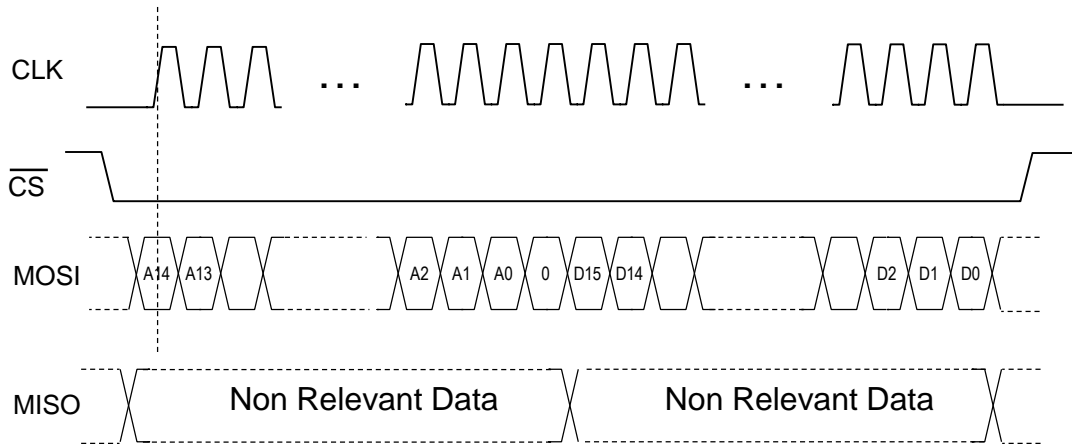 CLK
. . .
. . .
CS
MOSI
A14 A13 A2 A1 A0 0 D15 D14 D2 D1 D0
MISO
Non Relevant Data Non Relevant Data